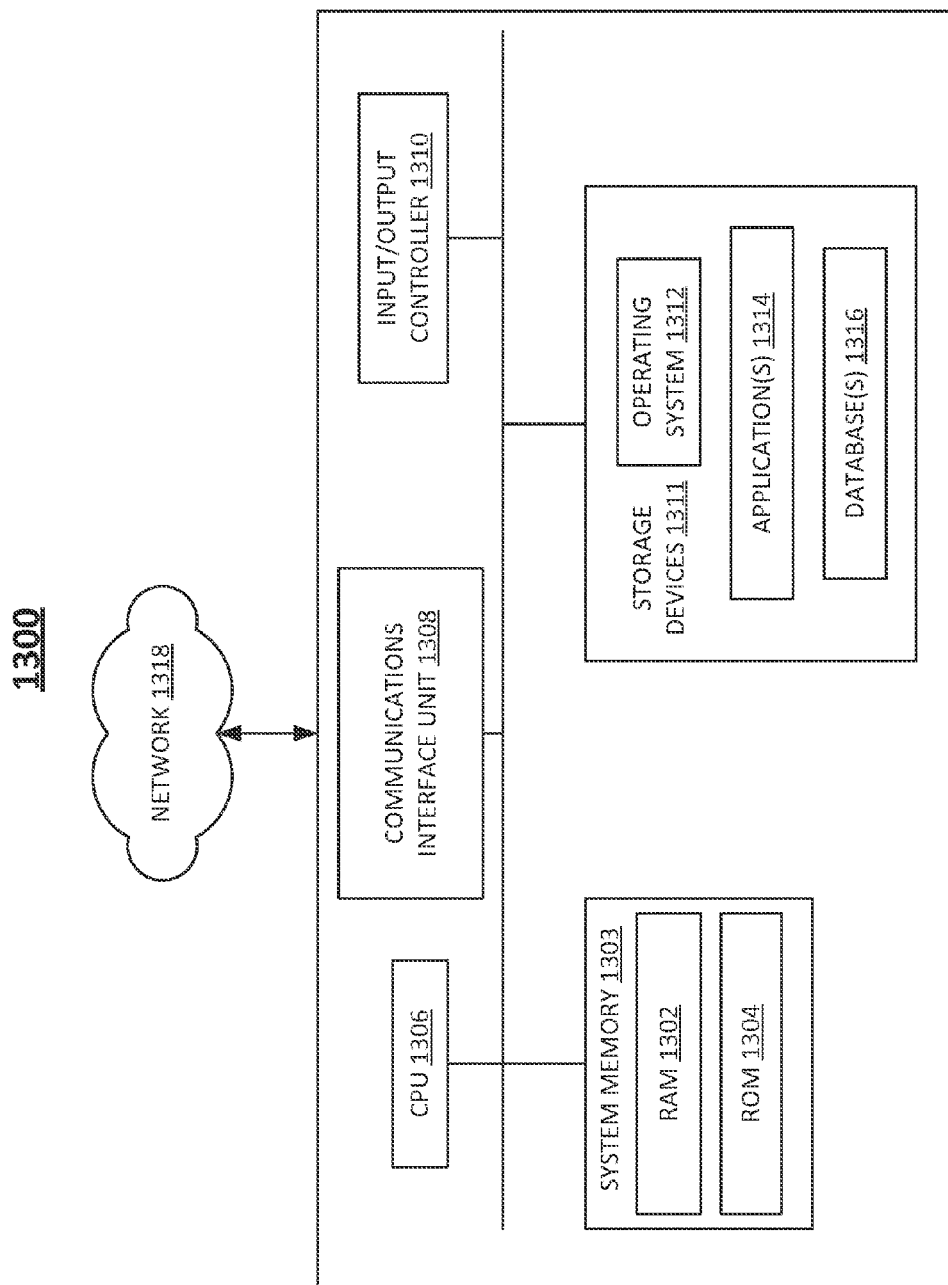 1300
NETWORK 1318
CPU 1306
COMMUNICATIONS
INTERFACE UNIT 1308
INPUT/OUTPUT
CONTROLLER 1310
SYSTEM MEMORY 1303
RAM 1302
ROM 1304
STORAGE
DEVICES 1311
OPERATING
SYSTEM 1312
APPLICATION(S) 1314
DATABASE(S) 1316